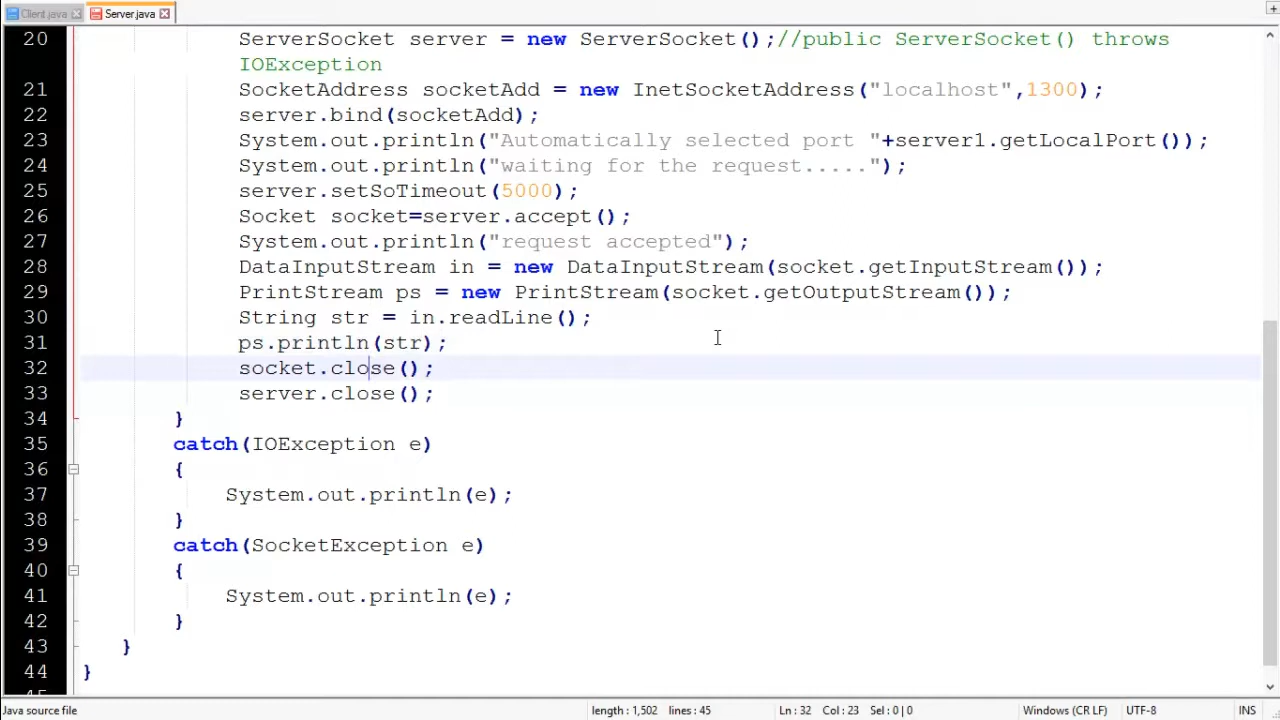 Client.java Server.java
20 ServerSocket server = new ServerSocket();//public ServerSocket() throws
IOException
21 SocketAddress socketAdd = new InetSocketAddress("localhost",1300);
22 server.bind(socketAdd);
23 System.out.println("Automatically selected port "+server1.getLocalPort());
24 System.out.println("waiting for the request.....");
25 server.setSoTimeout(5000);
26 Socket socket=server.accept();
27 System.out.println("request accepted");
28 DataInputStream in = new DataInputStream(socket.getInputStream());
29 PrintStream ps = new PrintStream(socket.getOutputStream());
30 String str = in.readLine();
31 ps.println(str);
32 socket.close();
33 server.close();
34 }
35 catch(IOException e)
36 {
37 System.out.println(e);
38 }
39 catch(SocketException e)
40 {
41 System.out.println(e);
42 }
43 }
44 }
45
Java source file length : 1,502 lines : 45 Ln : 32 Col : 23 Sel : 0 | 0 Windows (CR LF) UTF-8 INS